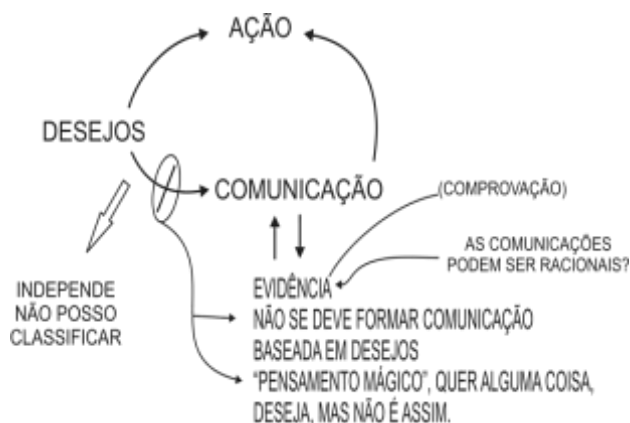 AÇÃO
DESEJOS
COMUNICAÇÃO
(COMPROVAÇÃO)
AS COMUNICAÇÕES
PODEM SER RACIONAIS?
INDEPENDE
NÃO POSSO
CLASSIFICAR
EVIDÊNCIA
NÃO SE DEVE FORMAR COMUNICAÇÃO
BASEADA EM DESEJOS
“PENSAMENTO MÁGICO”, QUER ALGUMA COISA,
DESEJA, MAS NÃO É ASSIM.